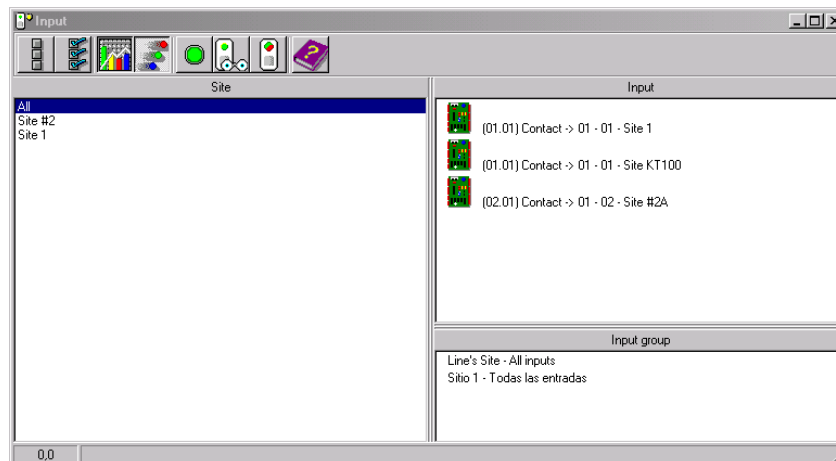 Input
Site
All
Site #2
Site 1
Input
(01.01) Contact -> 01 - 01 - Site 1
(01.01) Contact -> 01 - 01 - Site KT100
(02.01) Contact -> 01 - 02 - Site #2A
Input group
Line's Site - All inputs
Sitio 1 - Todas las entradas
0,0